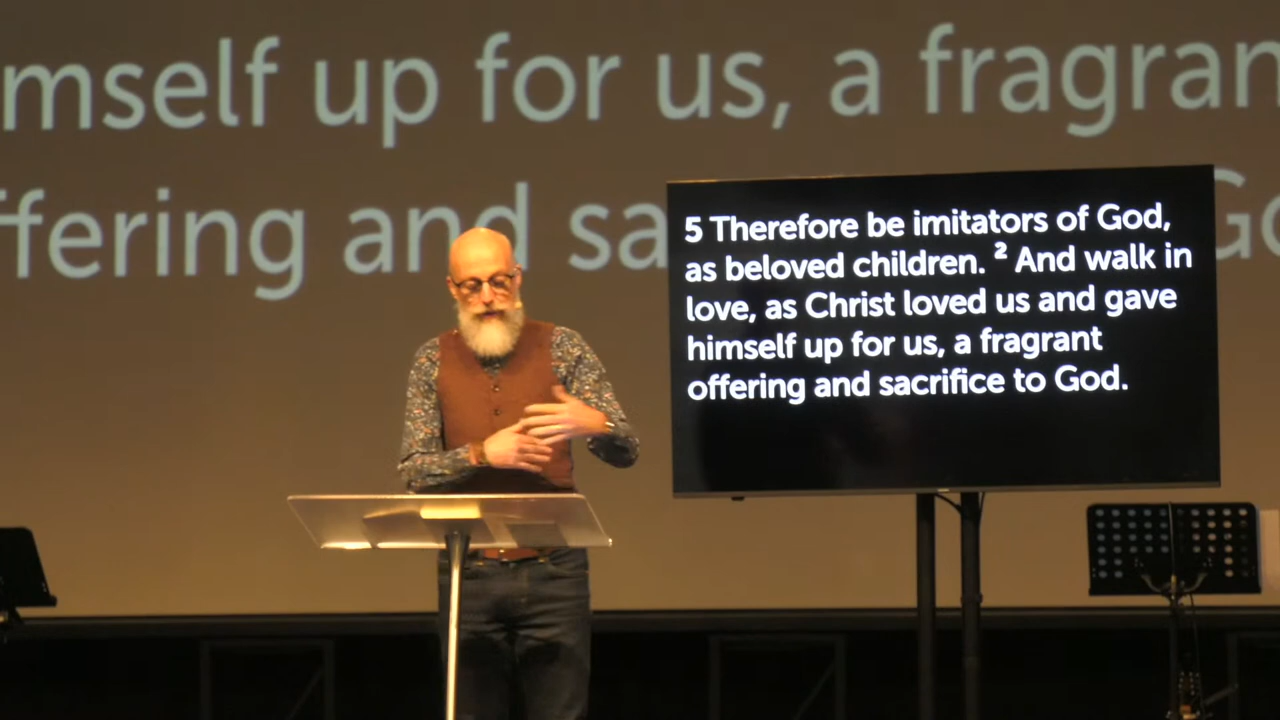 mself up for us, a fragran
ffering and sa
5 Therefore be imitators of God,
as beloved children. ² And walk in
love, as Christ loved us and gave
himself up for us, a fragrant
offering and sacrifice to God.